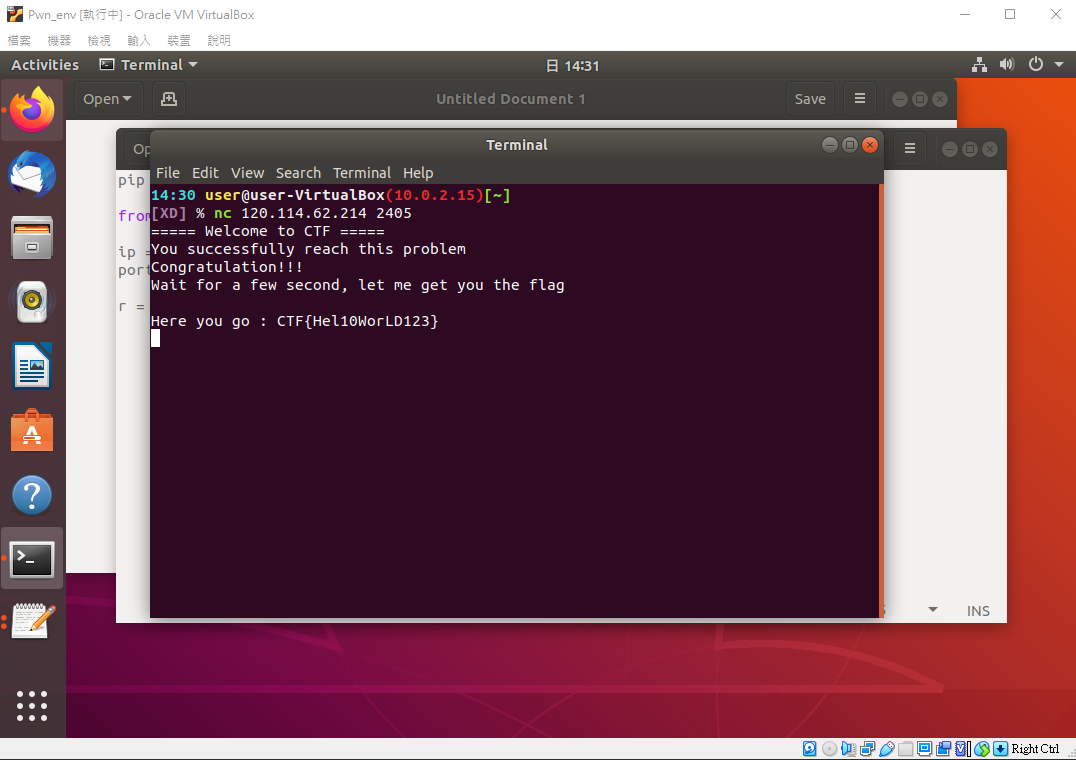 Pwn_env [執行中] - Oracle VM VirtualBox
檔案 機器 檢視 輸入 裝置 說明
Activities Terminal 日 14:31
Open Untitled Document 1 Save
Op
Terminal
File Edit View Search Terminal Help
pip
14:30 user@user-VirtualBox(10.0.2.15)[~]
from
[XD] % nc 120.114.62.214 2405
===== Welcome to CTF =====
ip =
You successfully reach this problem
port
Congratulation!!!
Wait for a few second, let me get you the flag
r =
Here you go : CTF{Hel10WorLD123}
INS
Right Ctrl